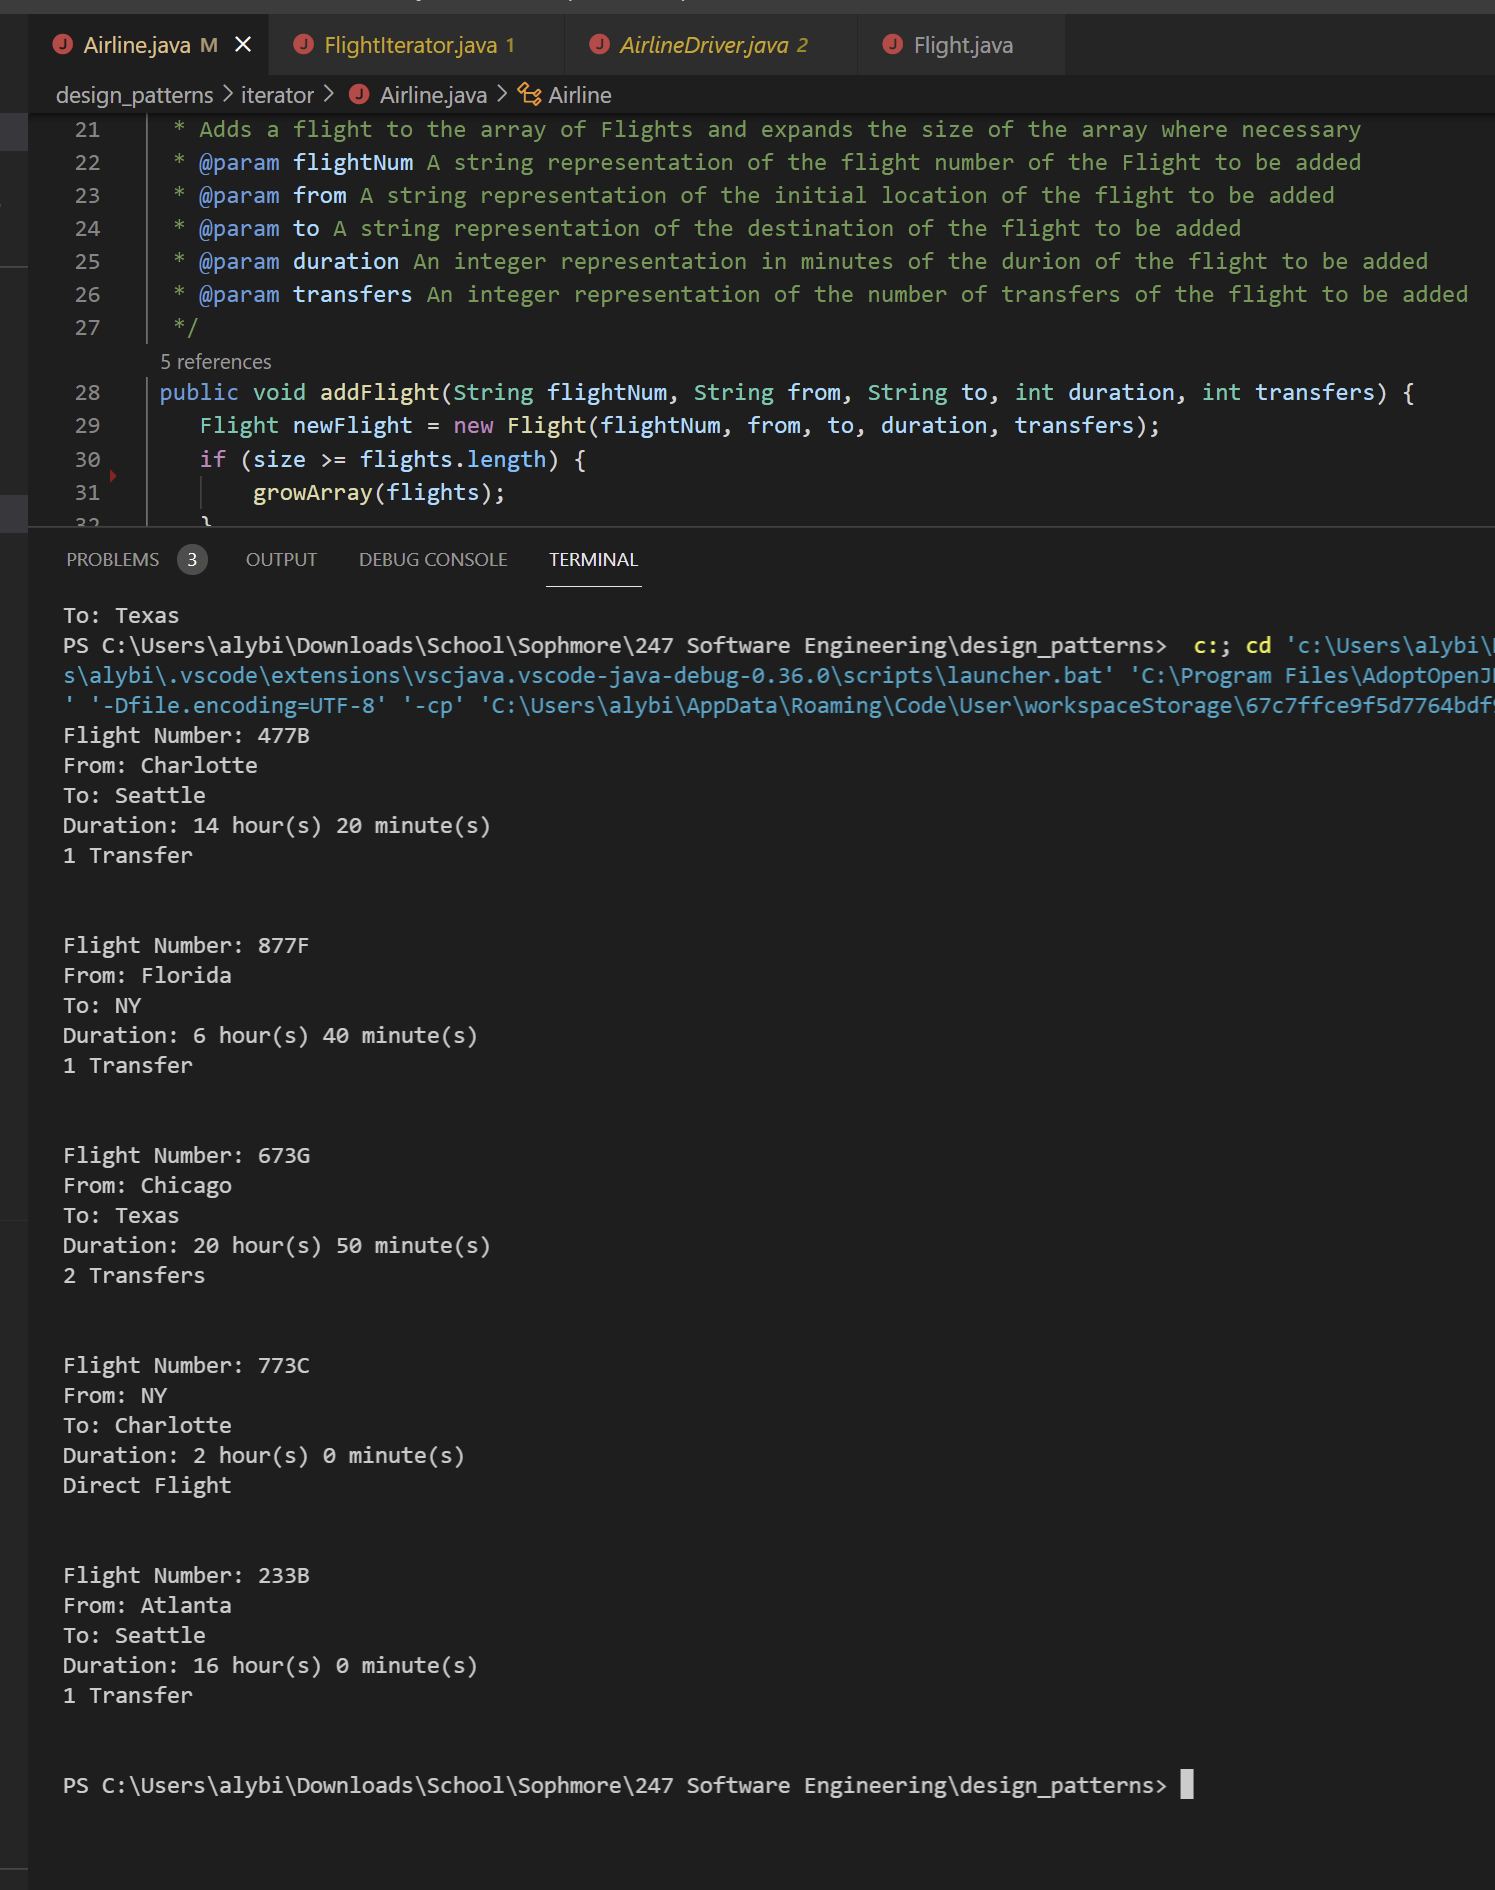 Airline.java M
FlightIterator.java 1
AirlineDriver.java 2
Flight.java
design_patterns > iterator > Airline.java > Airline
21 * Adds a flight to the array of Flights and expands the size of the array where necessary
22 * @param flightNum A string representation of the flight number of the Flight to be added
23 * @param from A string representation of the initial location of the flight to be added
24 * @param to A string representation of the destination of the flight to be added
25 * @param duration An integer representation in minutes of the durion of the flight to be added
26 * @param transfers An integer representation of the number of transfers of the flight to be added
27 */
5 references
28 public void addFlight(String flightNum, String from, String to, int duration, int transfers) {
29 Flight newFlight = new Flight(flightNum, from, to, duration, transfers);
30 if (size >= flights.length) {
31 growArray(flights);
32 }
PROBLEMS 3 OUTPUT DEBUG CONSOLE TERMINAL
To: Texas
PS C:\Users\alybi\Downloads\School\Sophmore\247 Software Engineering\design_patterns> c:; cd 'c:\Users\alybi\
s\alybi\.vscode\extensions\vscjava.vscode-java-debug-0.36.0\scripts\launcher.bat' 'C:\Program Files\AdoptOpenJ
' '-Dfile.encoding=UTF-8' '-cp' 'C:\Users\alybi\AppData\Roaming\Code\User\workspaceStorage\67c7ffce9f5d7764bdf
Flight Number: 477B
From: Charlotte
To: Seattle
Duration: 14 hour(s) 20 minute(s)
1 Transfer
Flight Number: 877F
From: Florida
To: NY
Duration: 6 hour(s) 40 minute(s)
1 Transfer
Flight Number: 673G
From: Chicago
To: Texas
Duration: 20 hour(s) 50 minute(s)
2 Transfers
Flight Number: 773C
From: NY
To: Charlotte
Duration: 2 hour(s) 0 minute(s)
Direct Flight
Flight Number: 233B
From: Atlanta
To: Seattle
Duration: 16 hour(s) 0 minute(s)
1 Transfer
PS C:\Users\alybi\Downloads\School\Sophmore\247 Software Engineering\design_patterns>